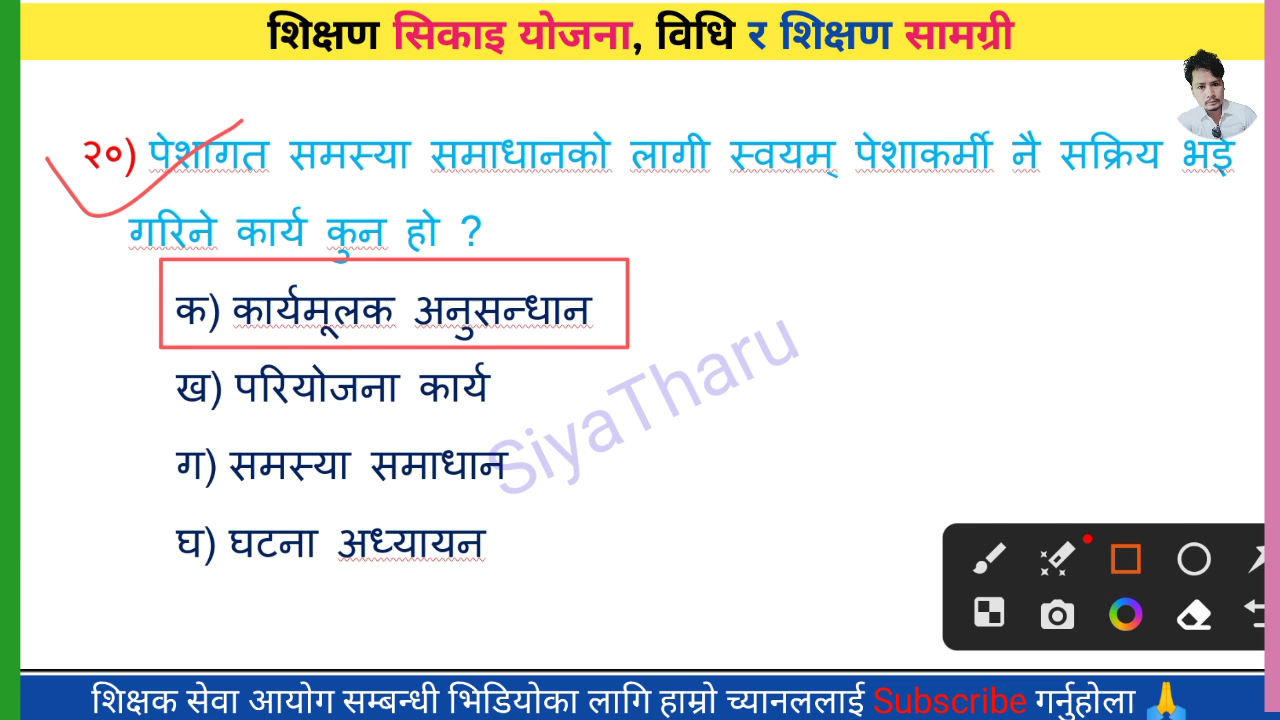 शिक्षण सिकाइ योजना, विधि र शिक्षण सामग्री
२०) पेशागत समस्या समाधानको लागी स्वयम् पेशाकर्मी नै सक्रिय भइ
गरिने कार्य कुन हो ?
क) कार्यमूलक अनुसन्धान
ख) परियोजना कार्य
ग) समस्या समाधान
घ) घटना अध्यायन
SiyaTharu
शिक्षक सेवा आयोग सम्बन्धी भिडियोका लागि हाम्रो च्यानललाई Subscribe गर्नुहोला 🙏